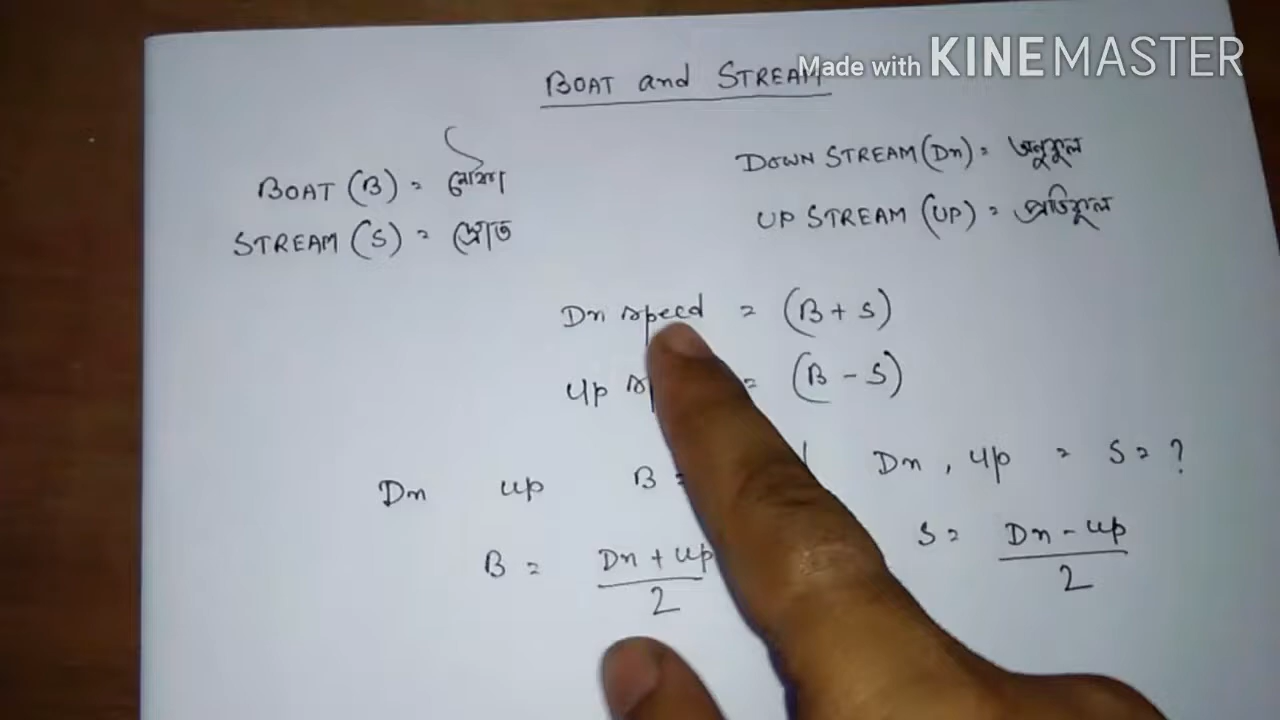 Made with KINEMASTER
BOAT and STREAM
BOAT (B) = নৌকা
STREAM (S) = স্রোত
DOWN STREAM (Dn) = অনুকূল
UP STREAM (UP) = প্রতিকূল
Dn speed = (B + S)
Up = (B - S)
Dn up B = Dn, up = S = ?
B = Dn + up / 2
S = Dn - up / 2